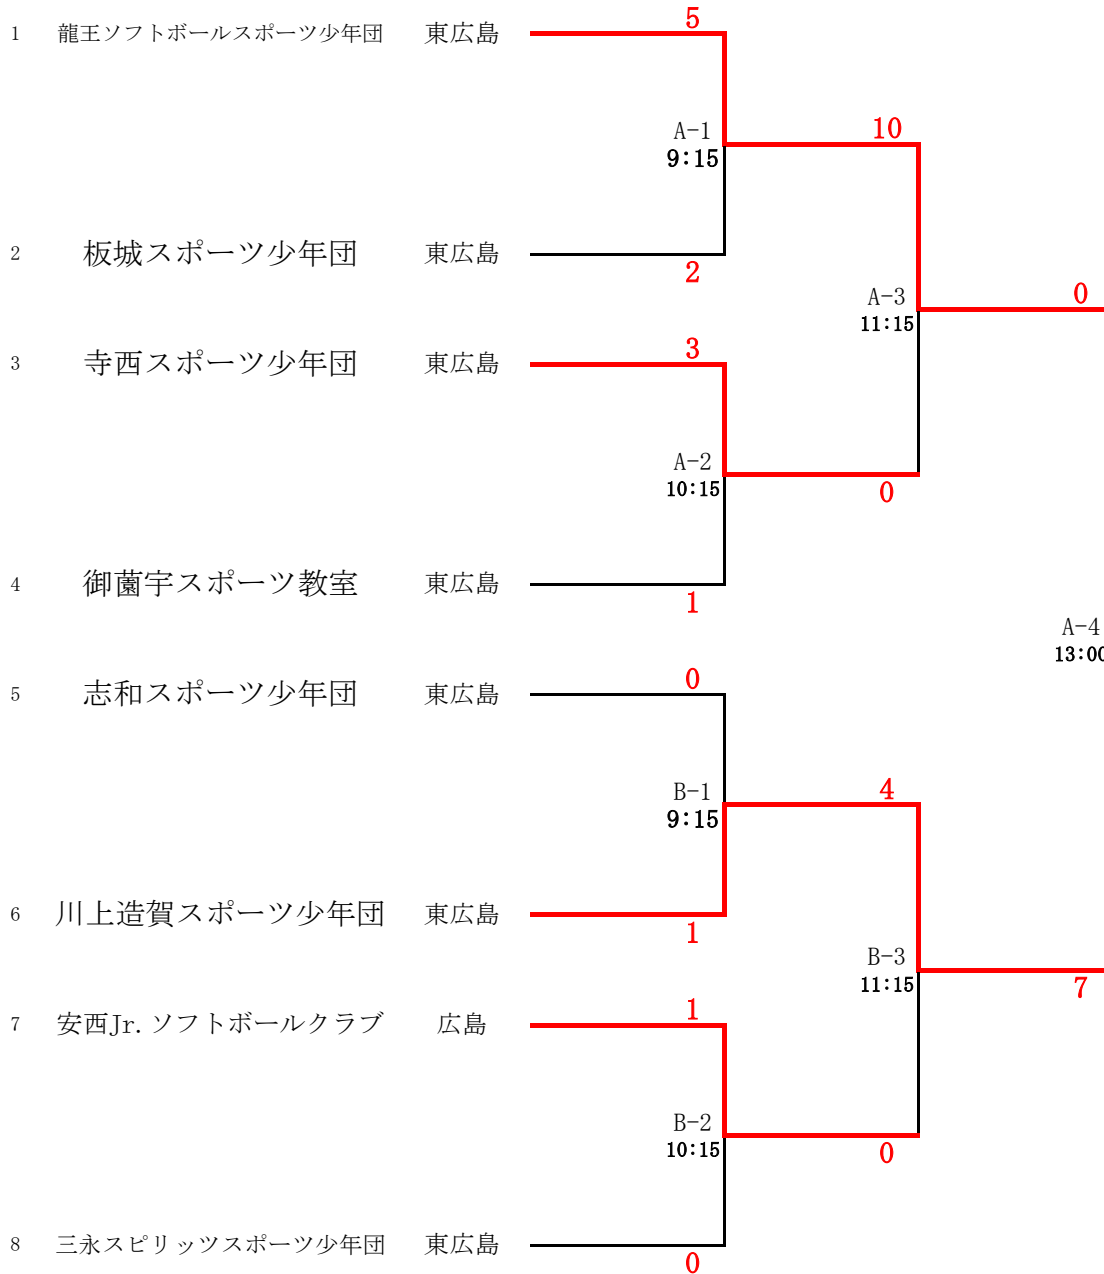 5
1 龍王ソフトボールスポーツ少年団 東広島
A-1
10
9:15
2 板城スポーツ少年団 東広島
2
A-3
0
11:15
3
3 寺西スポーツ少年団 東広島
A-2
10:15
0
4 御薗宇スポーツ教室 東広島
1
A-4
13:00
0
5 志和スポーツ少年団 東広島
B-1
4
9:15
6 川上造賀スポーツ少年団 東広島
1
B-3
11:15
7
1
7 安西Jr.ソフトボールクラブ 広島
B-2
10:15
0
8 三永スピリッツスポーツ少年団 東広島
0